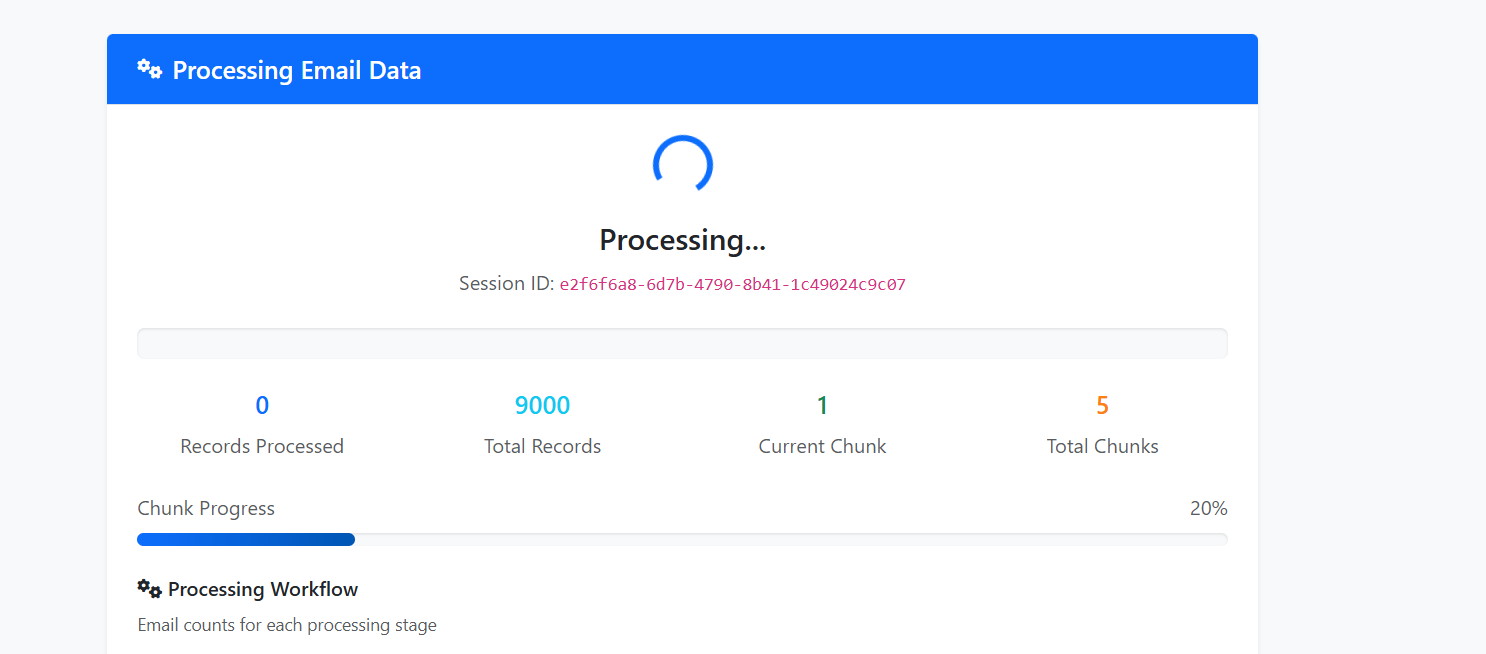 Processing Email Data
Processing...
Session ID: e2f6f6a8-6d7b-4790-8b41-1c49024c9c07
0
Records Processed
9000
Total Records
1
Current Chunk
5
Total Chunks
Chunk Progress
20%
Processing Workflow
Email counts for each processing stage